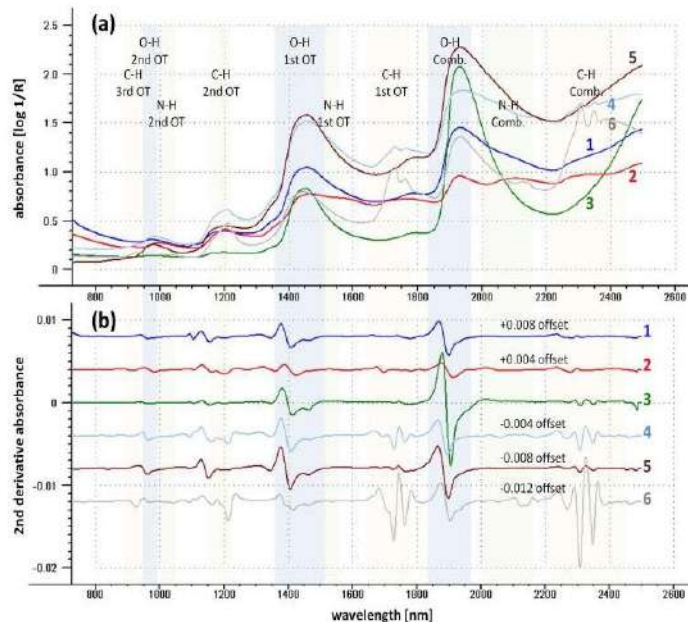 (a)
2.5
2.0
1.5
1.0
0.5
0
absorbance [log 1/R]
O-H
2nd OT
C-H
3rd OT
N-H
2nd OT
C-H
2nd OT
O-H
1st OT
N-H
1st OT
C-H
1st OT
O-H
Comb.
N-H
Comb.
C-H
Comb.
5
4
6
1
2
3
800 1000 1200 1400 1600 1800 2000 2200 2400 2600
(b)
0.01
0
-0.01
-0.02
2nd derivative absorbance
+0.008 offset
1
+0.004 offset
2
3
-0.004 offset
4
-0.008 offset
5
-0.012 offset
6
800 1000 1200 1400 1600 1800 2000 2200 2400 2600
wavelength [nm]